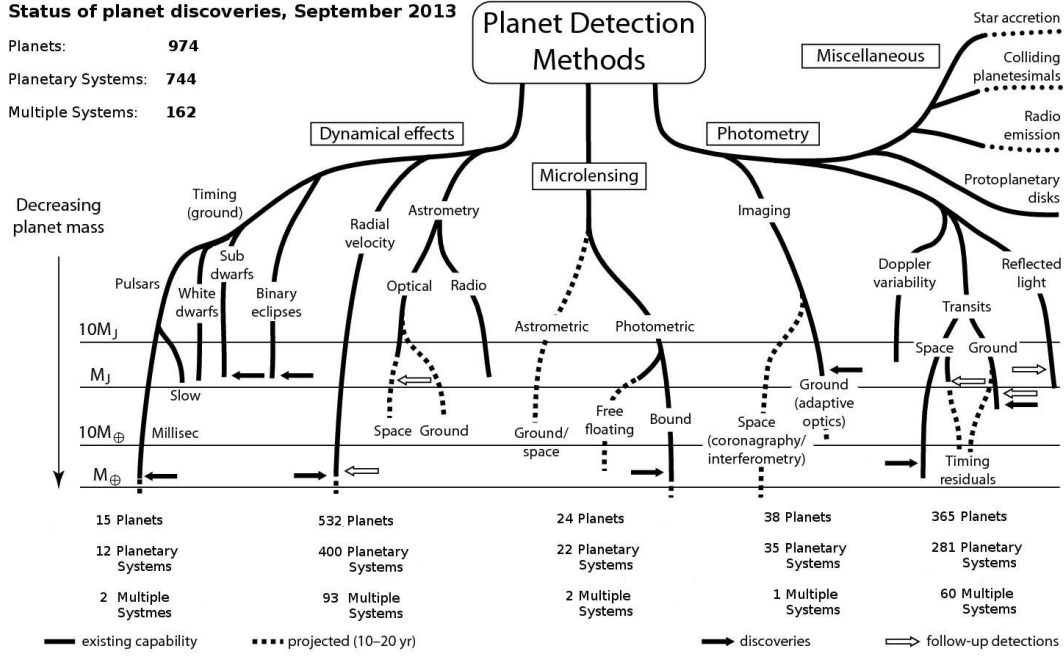 Status of planet discoveries, September 2013
Planets: 974
Planetary Systems: 744
Multiple Systems: 162
Planet Detection
Methods
Dynamical effects
Microlensing
Photometry
Miscellaneous
Star accretion
Colliding
planetesimals
Radio
emission
Protoplanetary
disks
Decreasing
planet mass
Timing
(ground)
Pulsars
White
dwarfs
Sub
dwarfs
Binary
eclipses
Radial
velocity
Astrometry
Optical
Radio
Astrometric
Photometric
Imaging
Doppler
variability
Transits
Reflected
light
Space
Ground
10MJ
MJ
10M⊕
M⊕
Slow
Millisec
Space
Ground
Ground/
space
Free
floating
Bound
Space
(coronagraphy/
interferometry)
Ground
(adaptive
optics)
Timing
residuals
15 Planets
12 Planetary
Systems
2 Multiple
Systmes
532 Planets
400 Planetary
Systems
93 Multiple
Systems
24 Planets
22 Planetary
Systems
2 Multiple
Systems
38 Planets
35 Planetary
Systems
1 Multiple
Systems
365 Planets
281 Planetary
Systems
60 Multiple
Systems
existing capability
projected (10–20 yr)
discoveries
follow-up detections